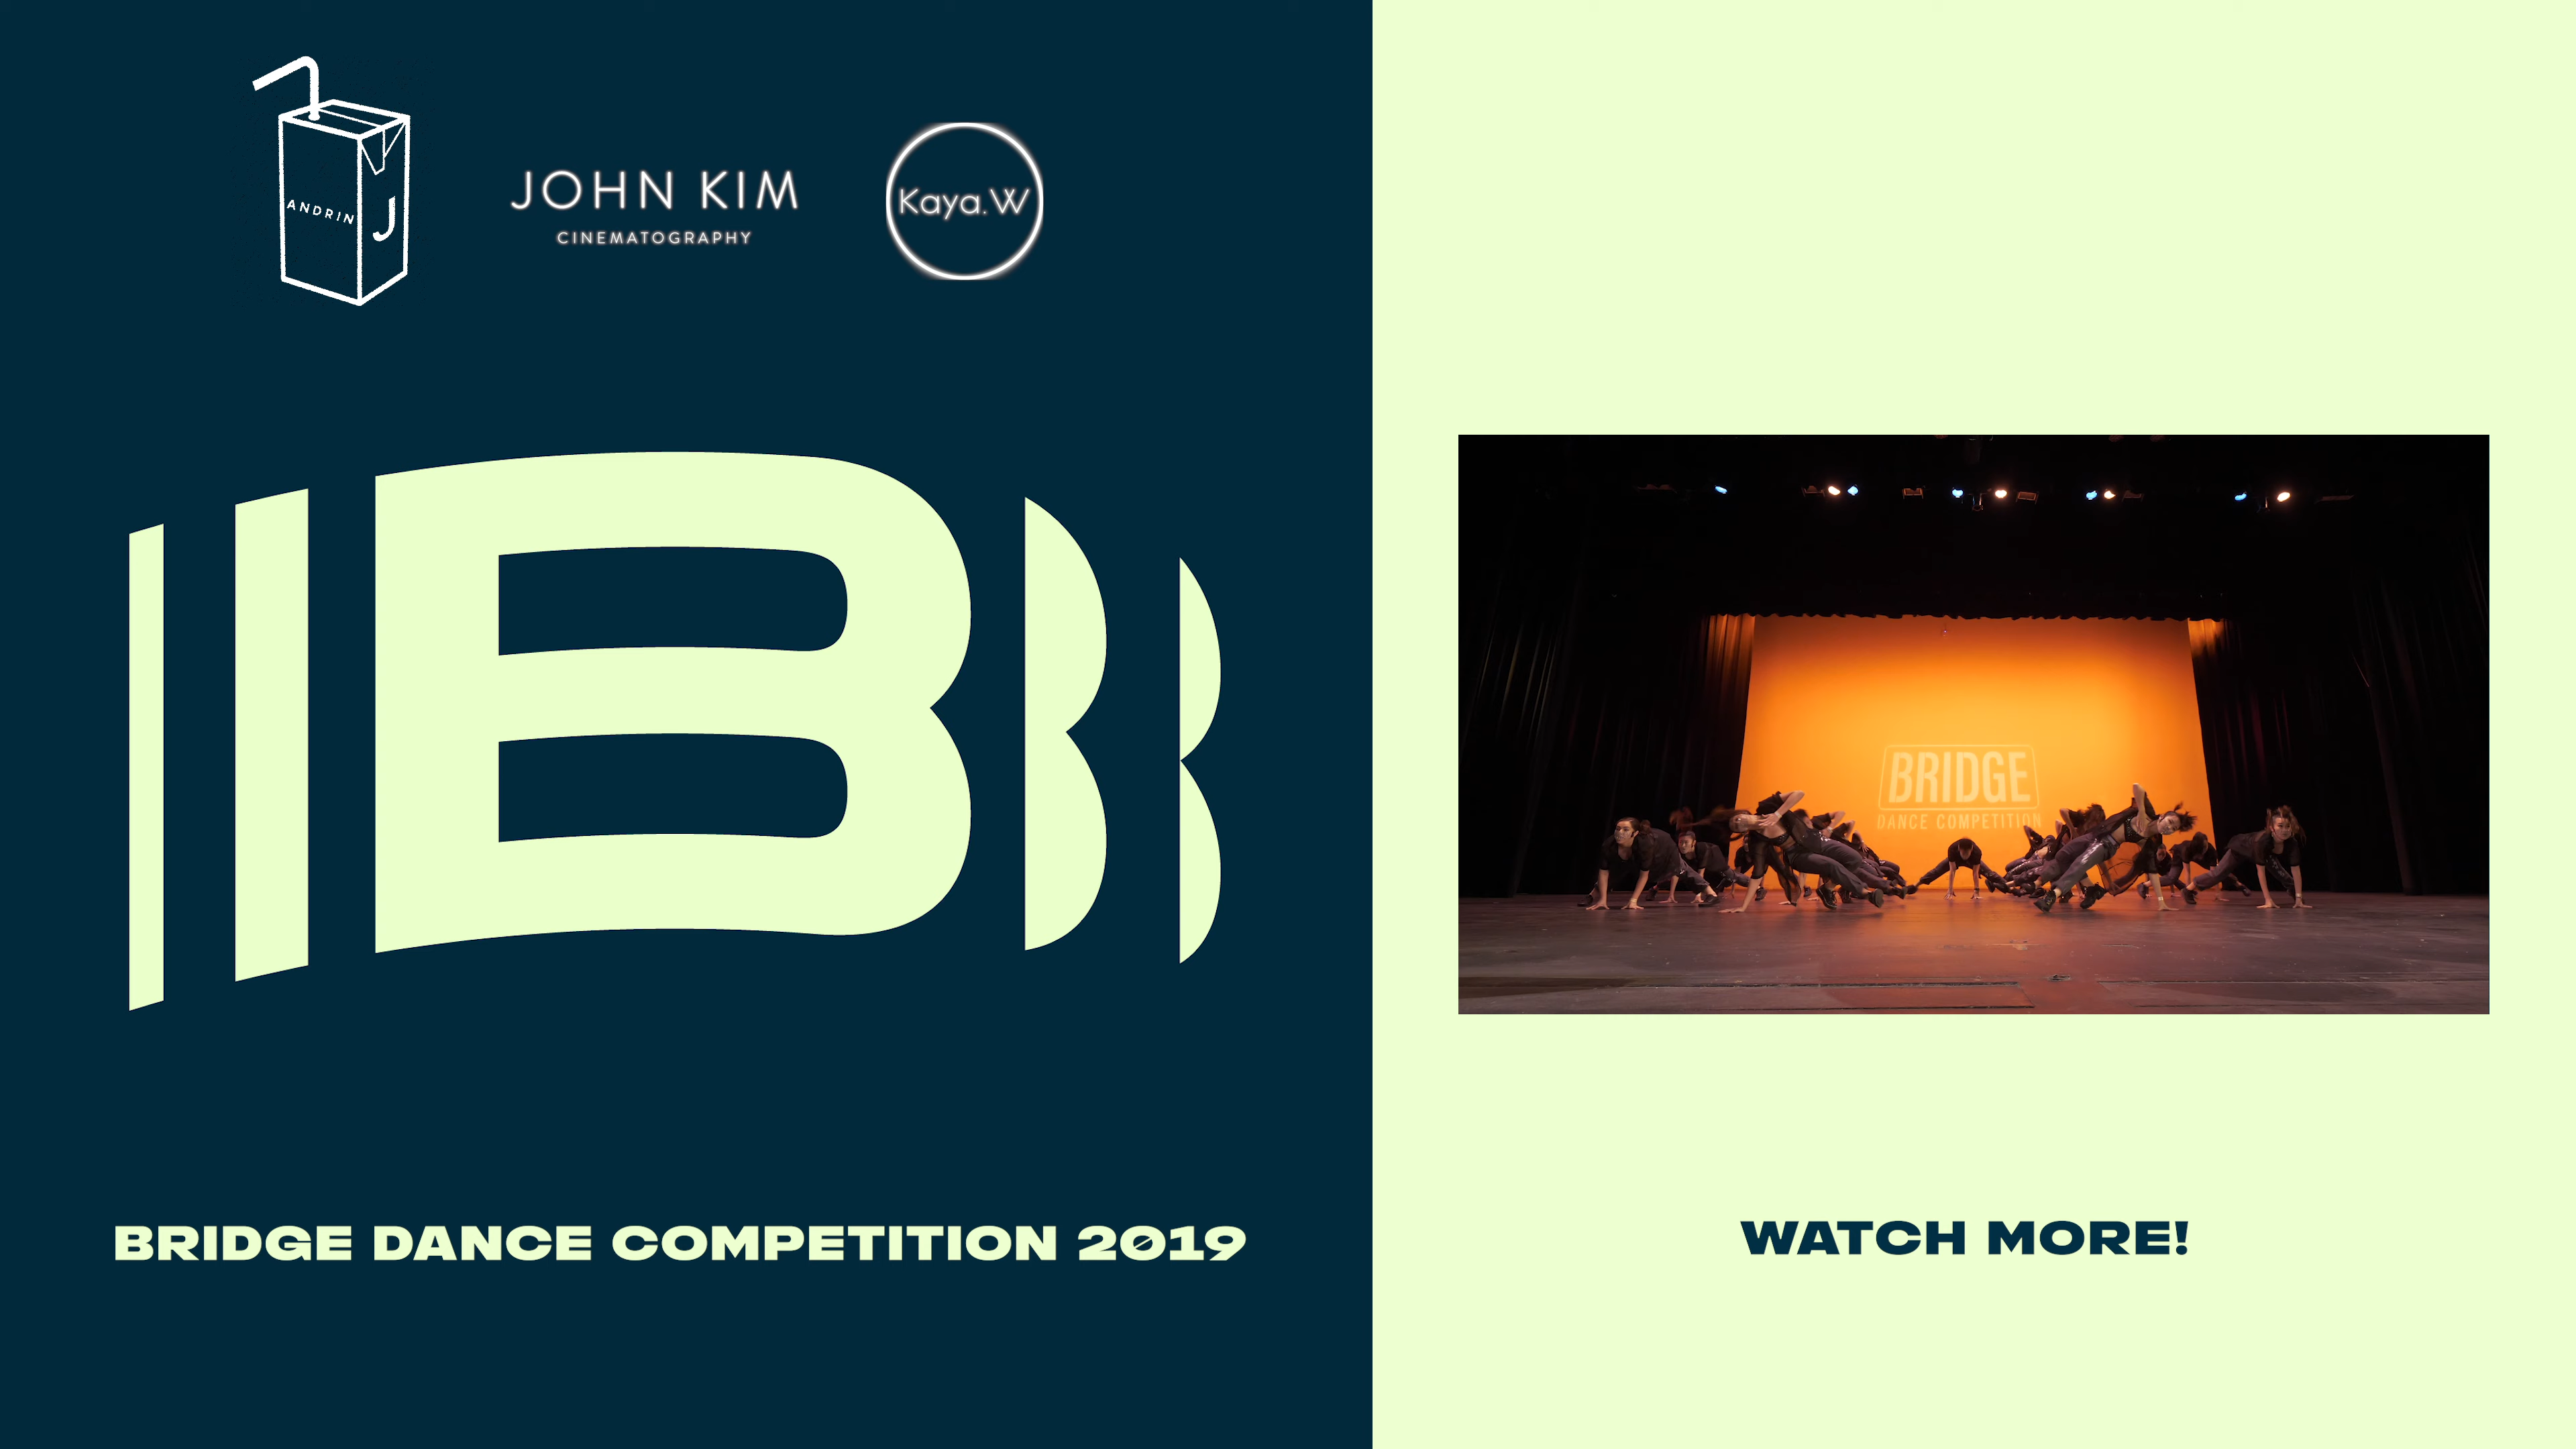 ANDRIN J
JOHN KIM
CINEMATOGRAPHY
Kaya.W
B
BRIDGE DANCE COMPETITION 2019
BRIDGE
DANCE COMPETITION
WATCH MORE!